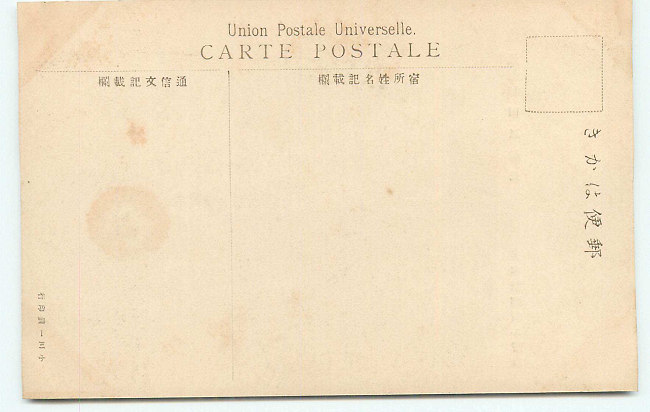 Union Postale Universelle.
CARTE POSTALE
通信文記載欄
宿所姓名記載欄
郵便はかき